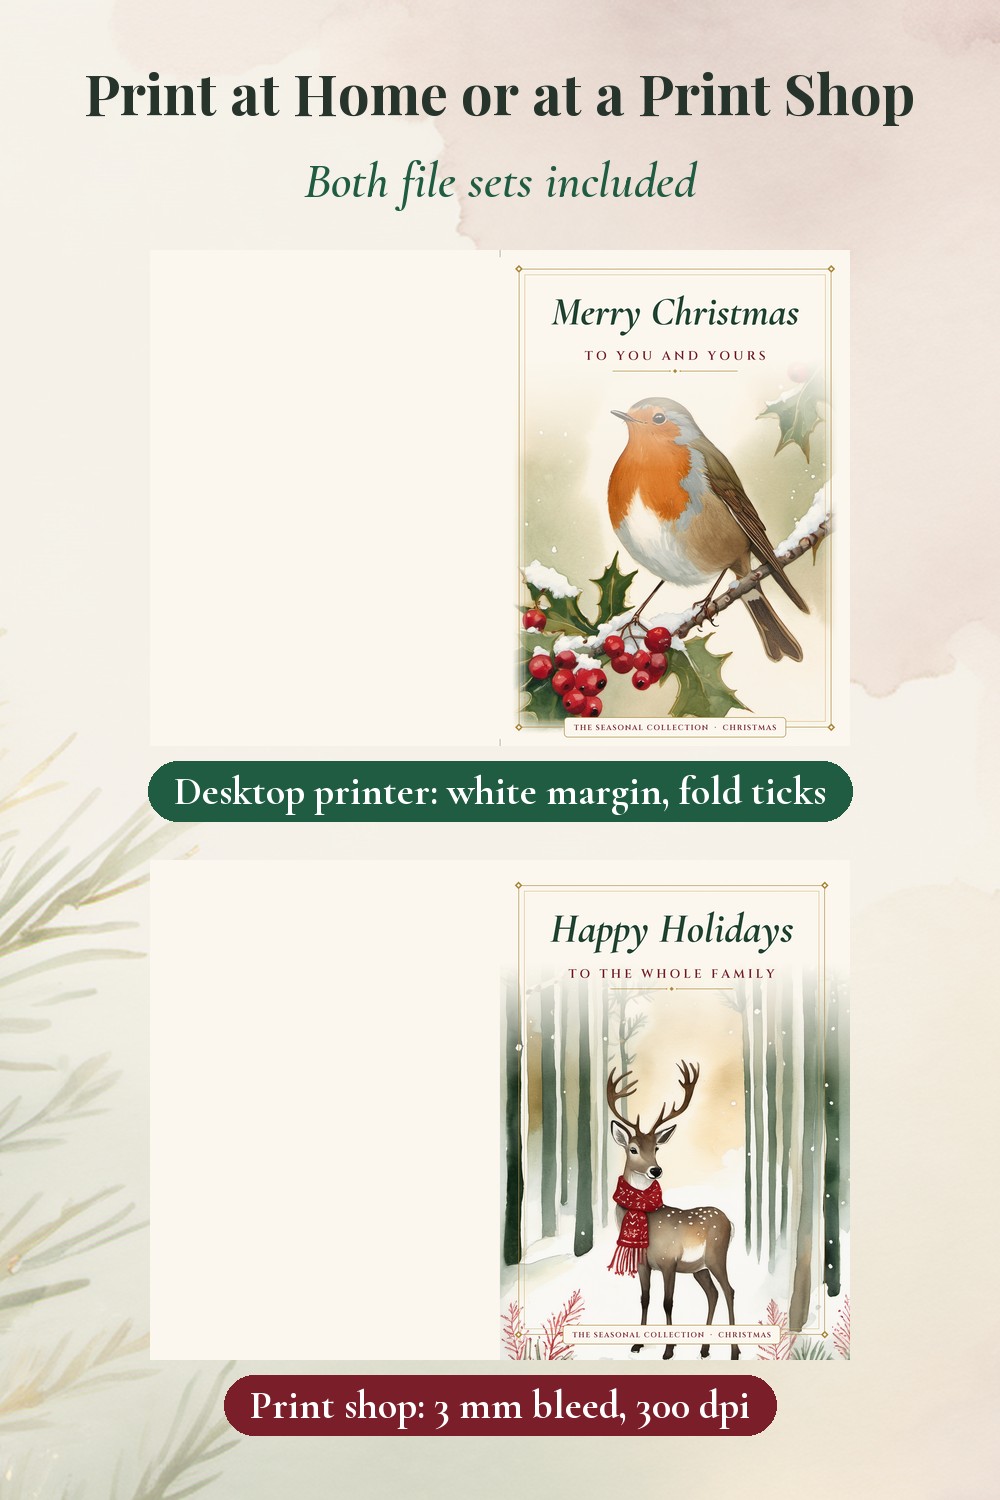 Print at Home or at a Print Shop
Both file sets included
Merry Christmas
TO YOU AND YOURS
THE SEASONAL COLLECTION · CHRISTMAS
Desktop printer: white margin, fold ticks
Happy Holidays
TO THE WHOLE FAMILY
THE SEASONAL COLLECTION · CHRISTMAS
Print shop: 3 mm bleed, 300 dpi